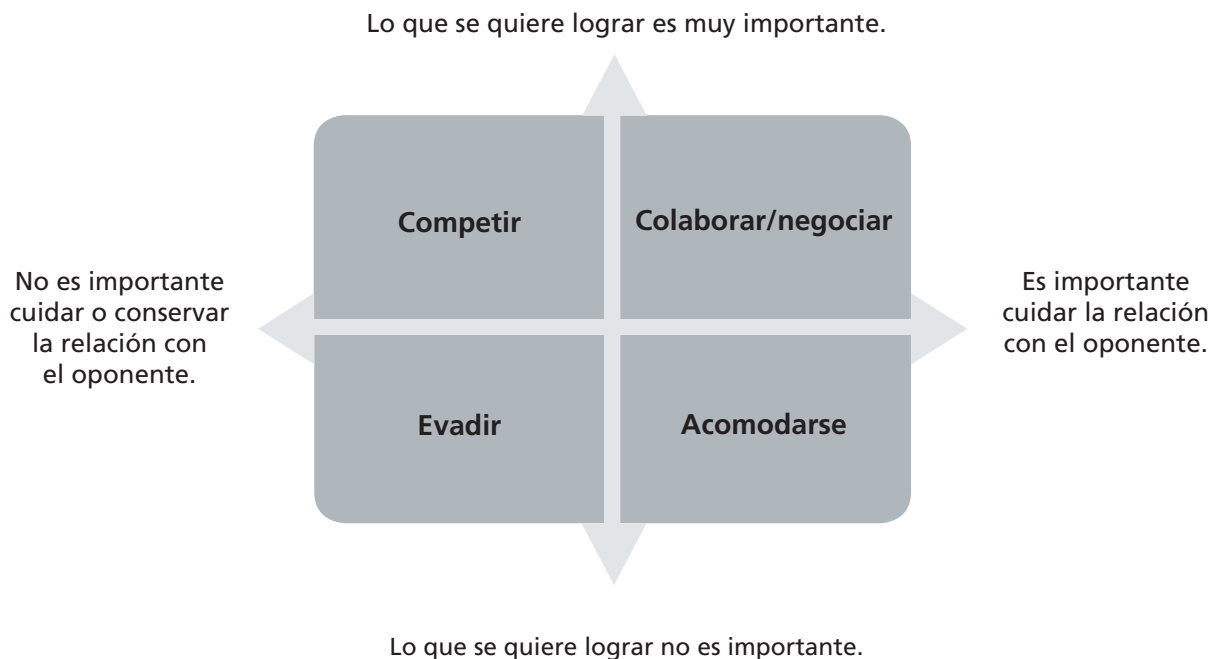 Lo que se quiere lograr es muy importante.
Competir
Colaborar/negociar
No es importante
cuidar o conservar
la relación con
el oponente.
Es importante
cuidar la relación
con el oponente.
Evadir
Acomodarse
Lo que se quiere lograr no es importante.